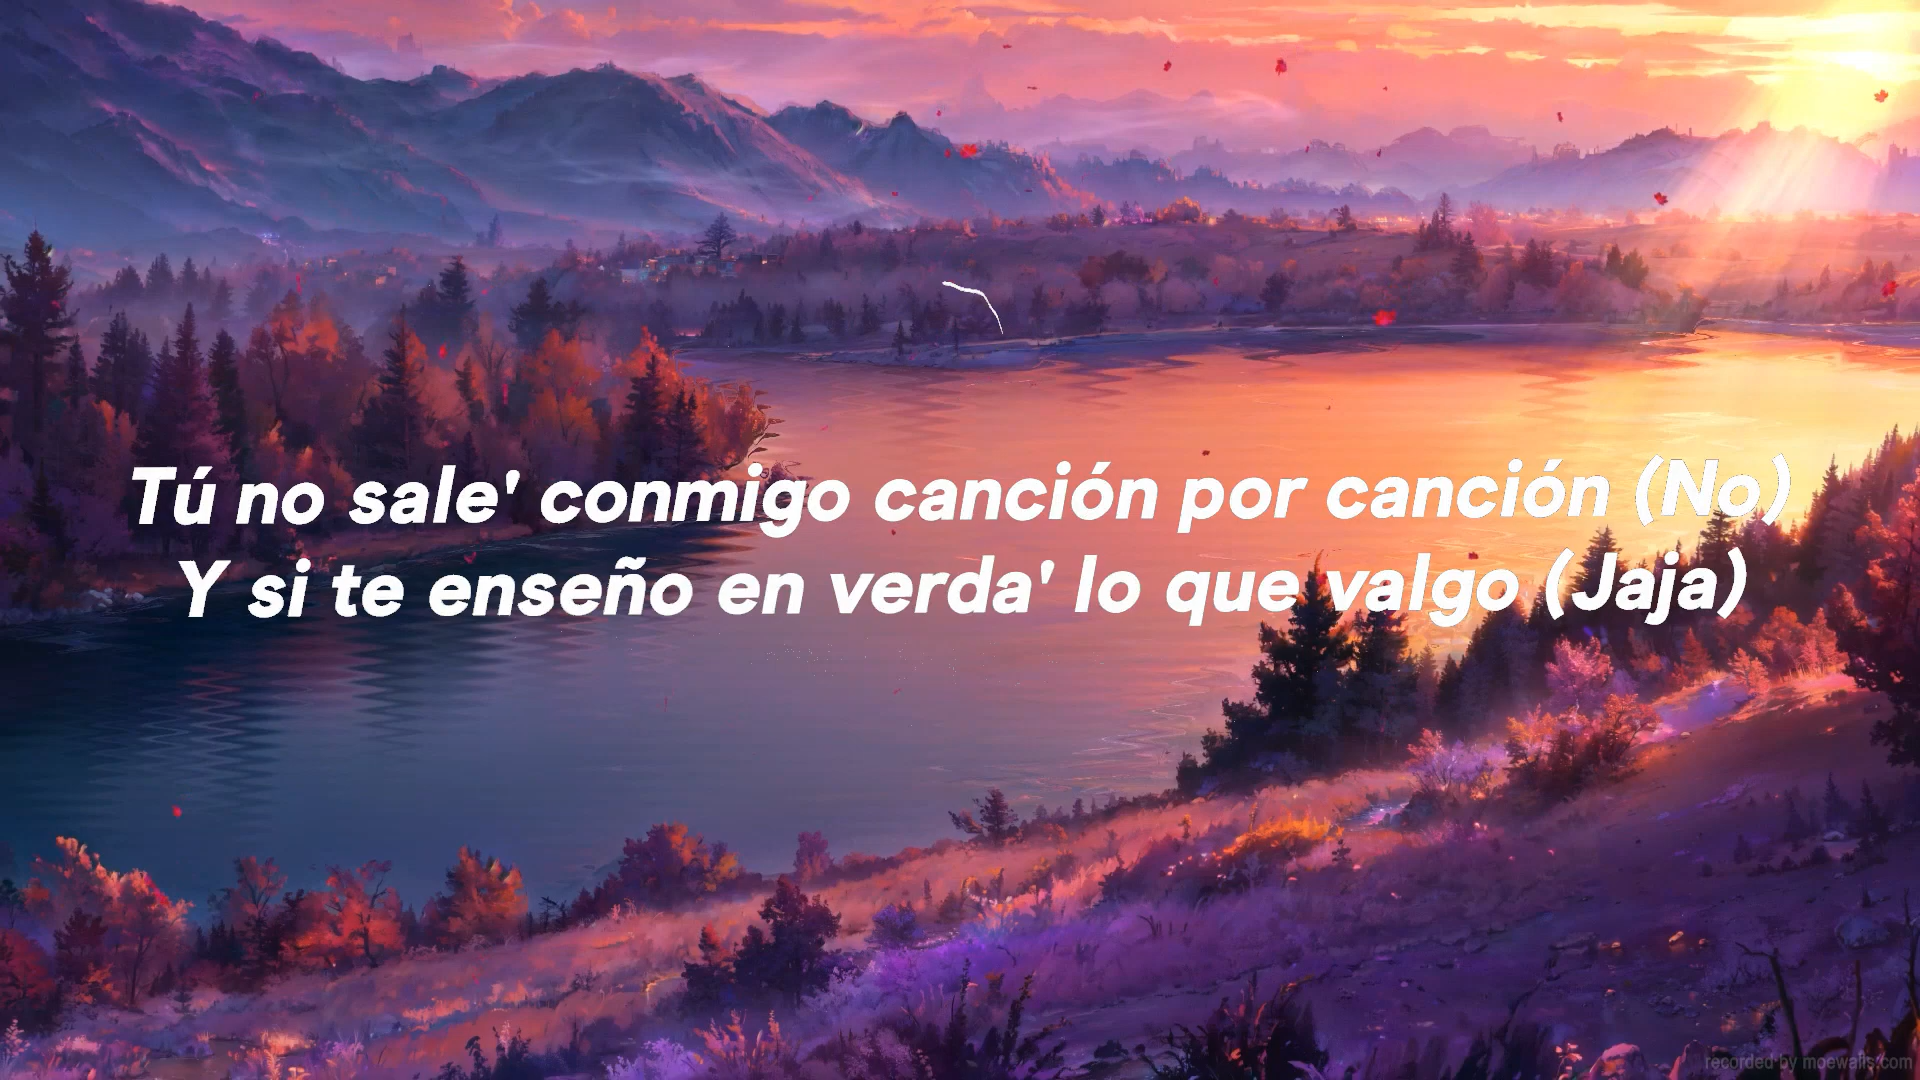 Tú no sale' conmigo canción por canción (No)
Y si te enseño en verda' lo que valgo (Jaja)
recorded by moewalls.com